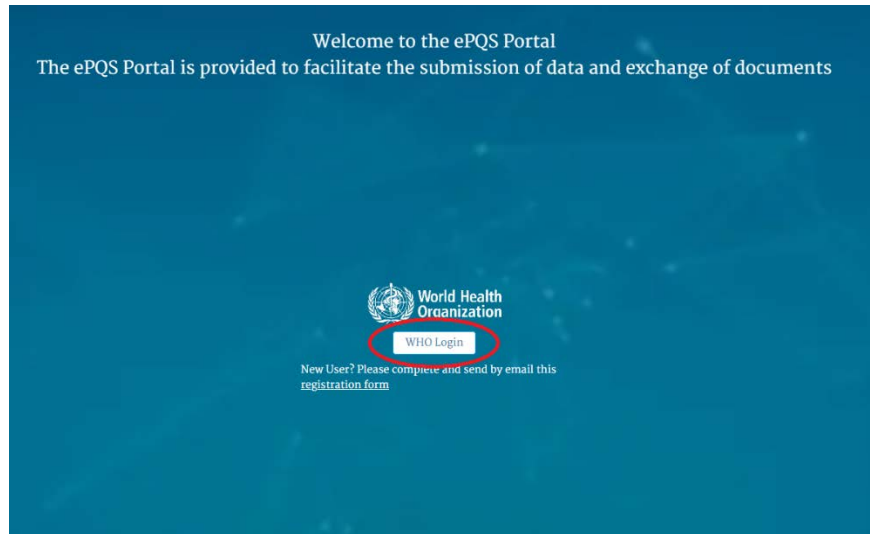 Welcome to the ePQS Portal
The ePQS Portal is provided to facilitate the submission of data and exchange of documents
World Health
Organization
WHO Login
New User? Please complete and send by email this
registration form